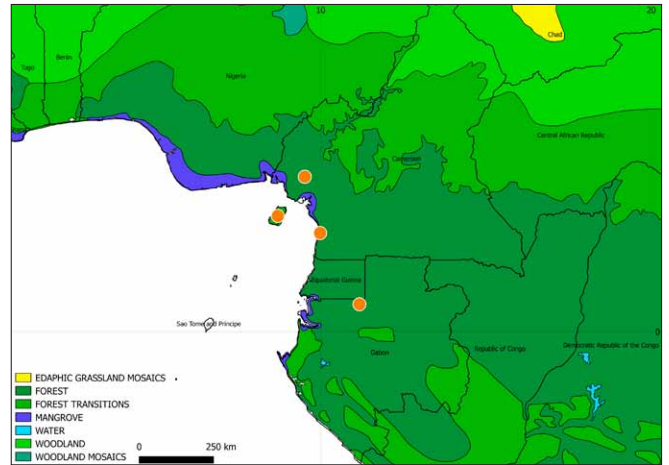 10
20
Chad
Togo
Benin
Nigeria
Central African Republic
Cameroon
Equatorial Guinea
Sao Tome and Principe
0
Gabon
Republic of Congo
Democratic Republic of the Congo
EDAPHIC GRASSLAND MOSAICS
FOREST
FOREST TRANSITIONS
MANGROVE
WATER
WOODLAND
WOODLAND MOSAICS
0
250 km